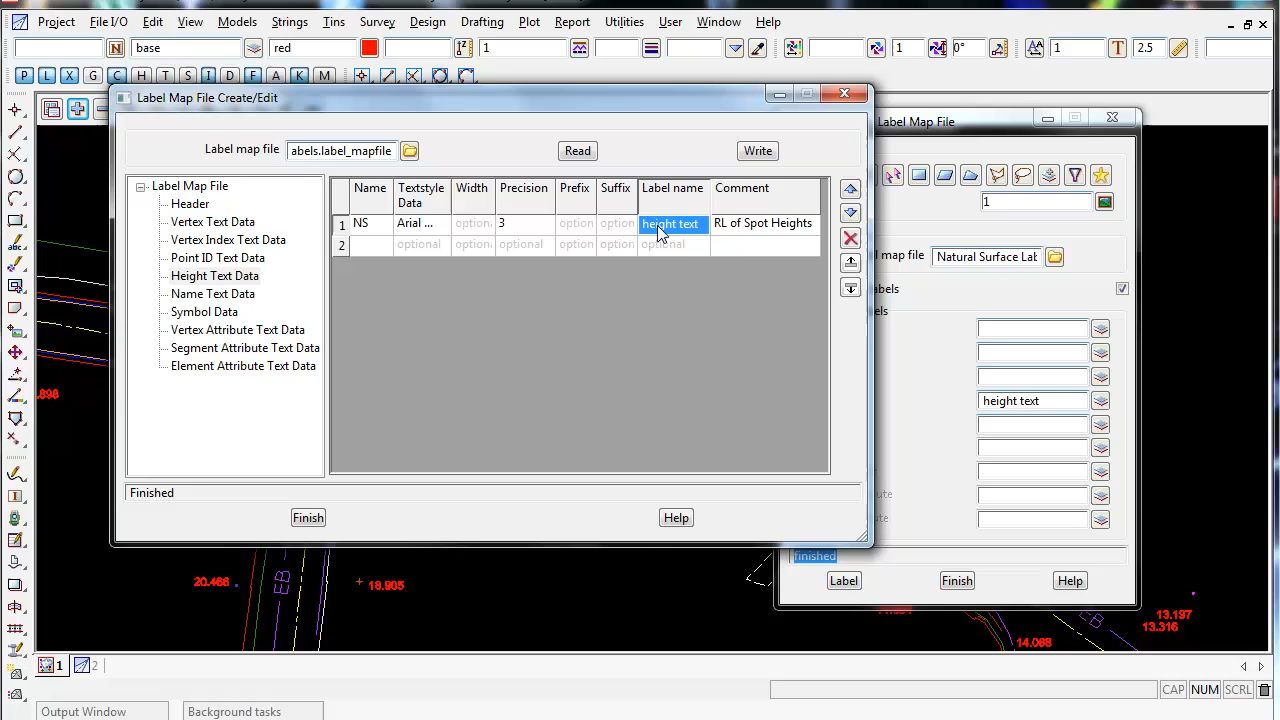 Project File I/O Edit View Models Strings Tins Survey Design Drafting Plot Report Utilities User Window Help
N base red 1 1 0° 1 T 2.5
P L X G C H T S I D F A K M
Label Map File Create/Edit
Label Map File
Label map file abels.label_mapfile Read Write
1
Label Map File
Header
Vertex Text Data
Vertex Index Text Data
Point ID Text Data
Height Text Data
Name Text Data
Symbol Data
Vertex Attribute Text Data
Segment Attribute Text Data
Element Attribute Text Data
Name Textstyle Data Width Precision Prefix Suffix Label name Comment
1 NS Arial ... option 3 option option height text RL of Spot Heights
2 optional optional
l map file Natural Surface Lat
abels
els
height text
ute
ute
Finished
Finish Help
finished
Label Finish Help
.898
20.466 EB 18.905
EB 13.197
13.316
14.068
1 2
CAP NUM SCRL
Output Window Background tasks